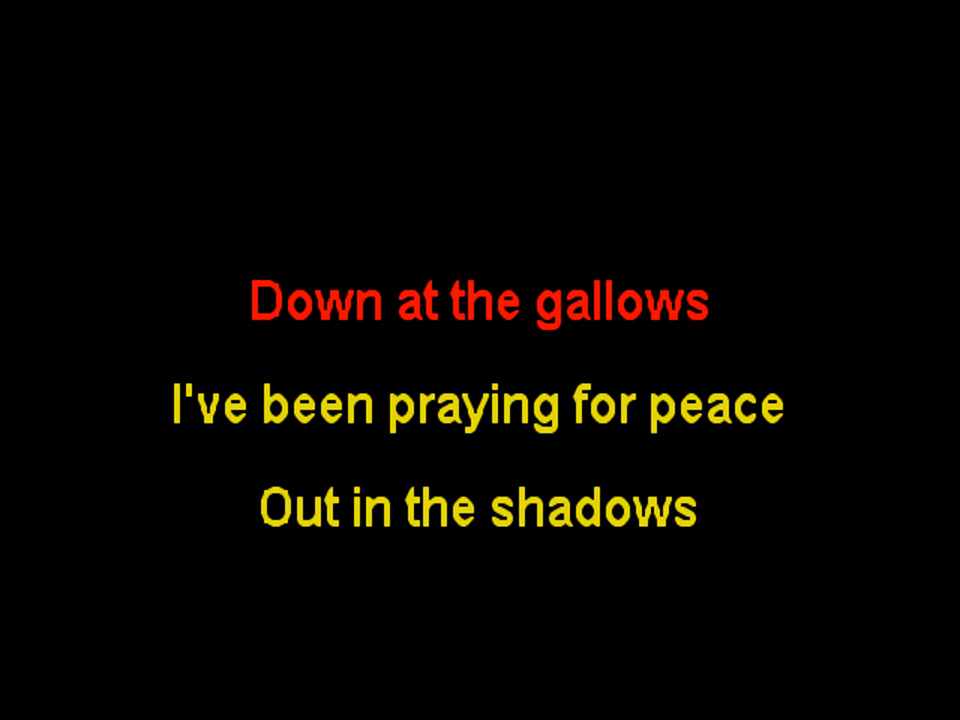 Down at the gallows
I've been praying for peace
Out in the shadows